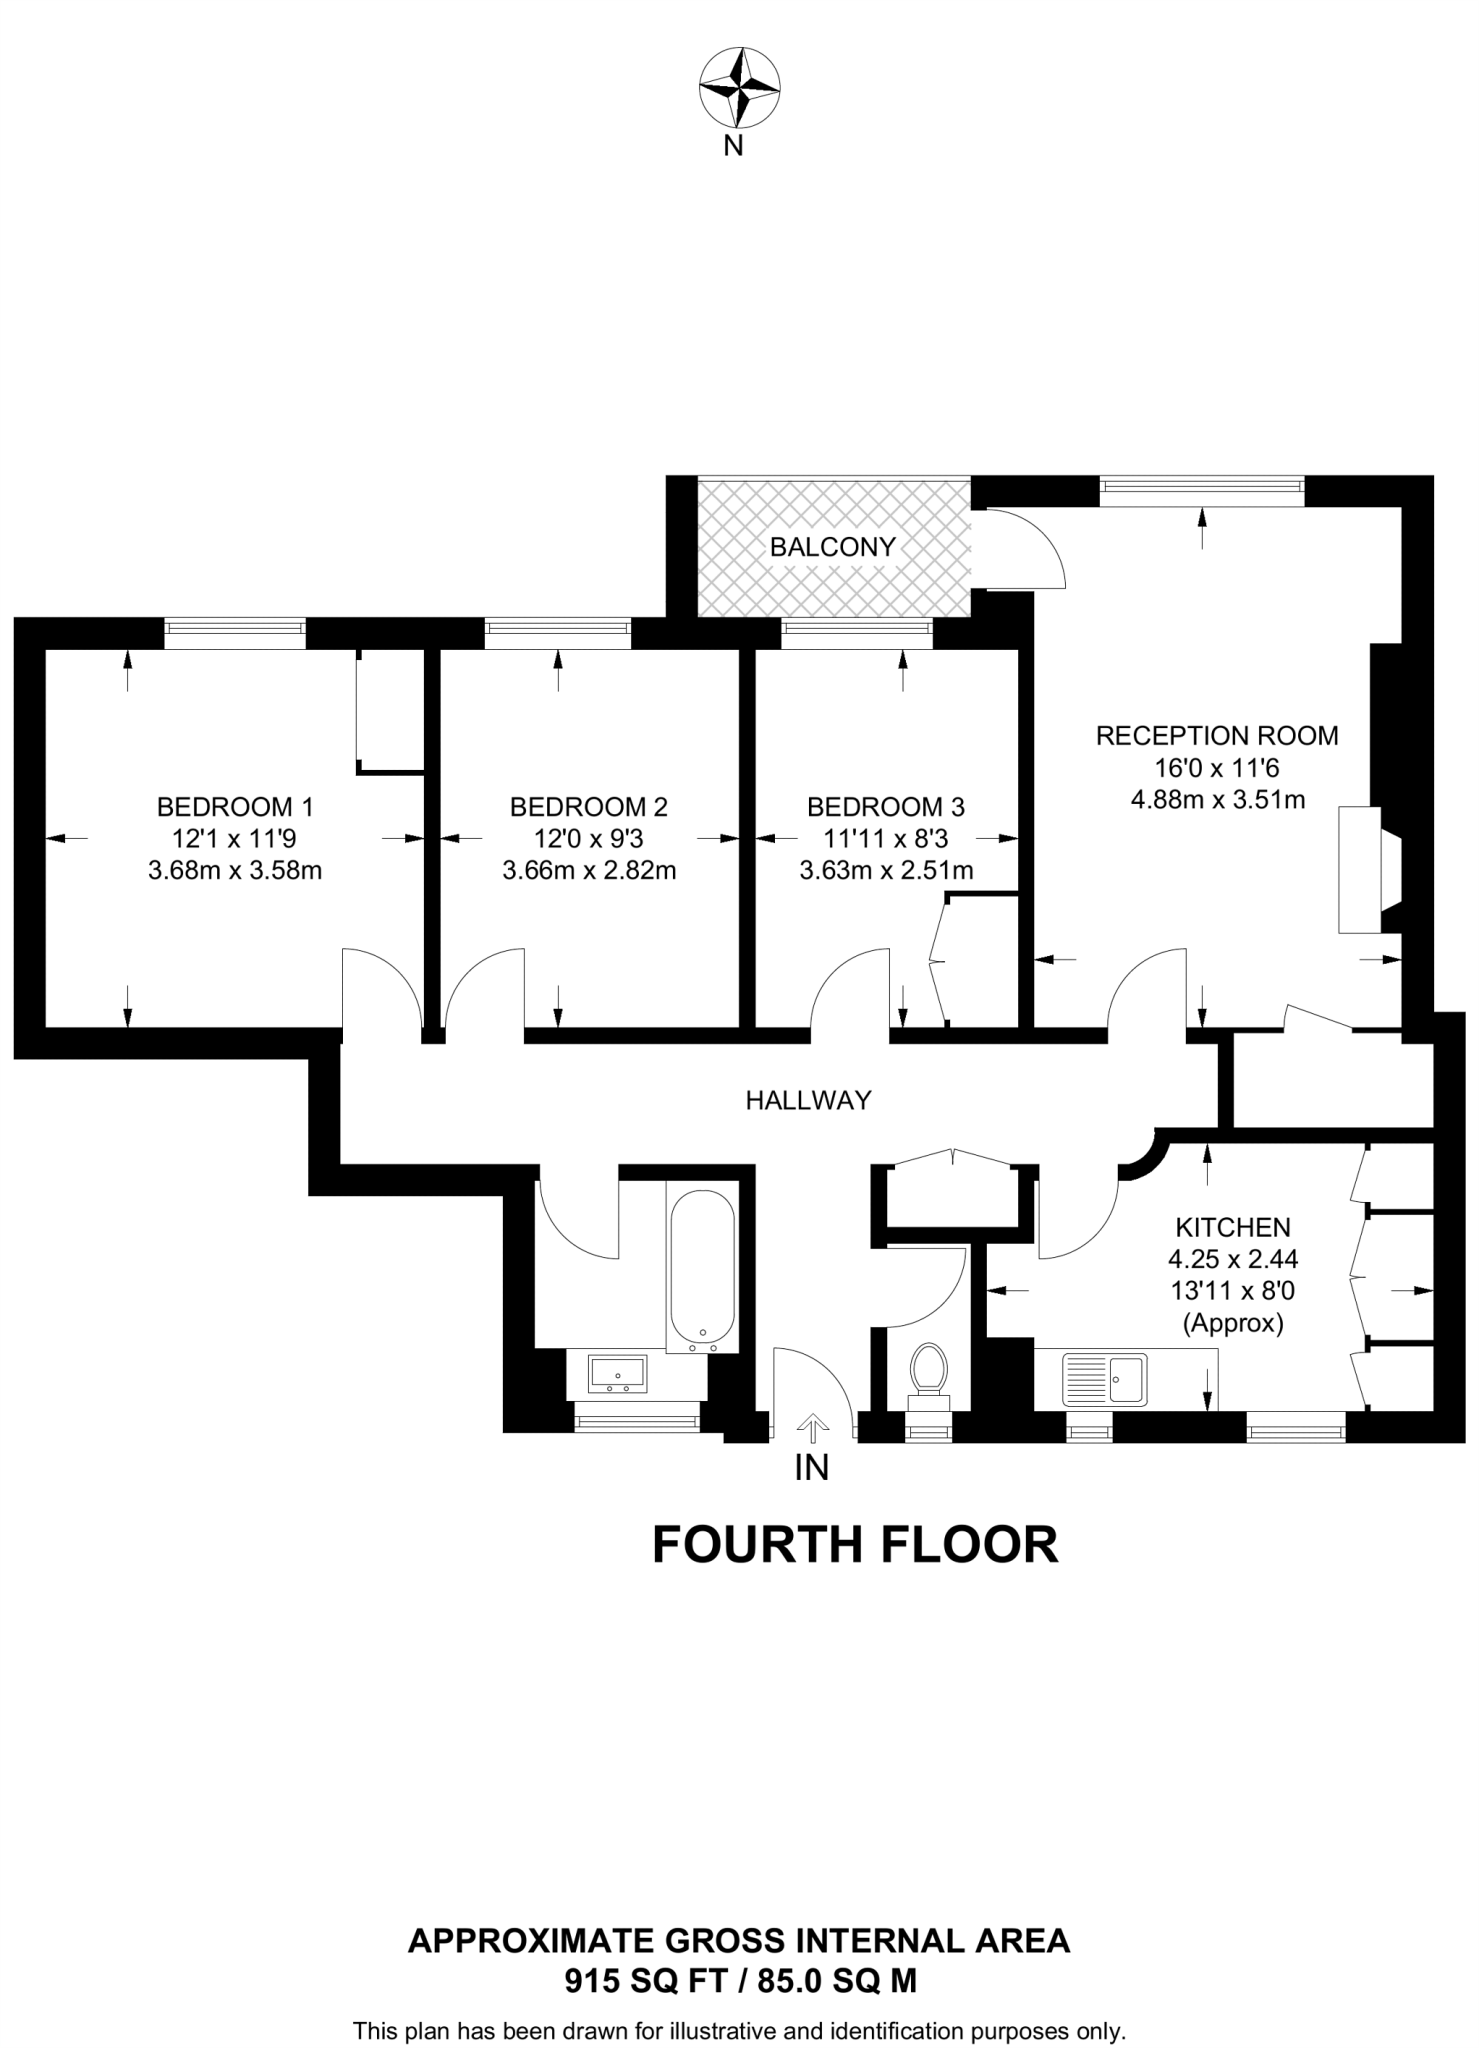 N
BALCONY
RECEPTION ROOM
16'0 x 11'6
4.88m x 3.51m
BEDROOM 1
12'1 x 11'9
3.68m x 3.58m
BEDROOM 2
12'0 x 9'3
3.66m x 2.82m
BEDROOM 3
11'11 x 8'3
3.63m x 2.51m
HALLWAY
KITCHEN
4.25 x 2.44
13'11 x 8'0
(Approx)
IN
FOURTH FLOOR
APPROXIMATE GROSS INTERNAL AREA
915 SQ FT / 85.0 SQ M
This plan has been drawn for illustrative and identification purposes only.